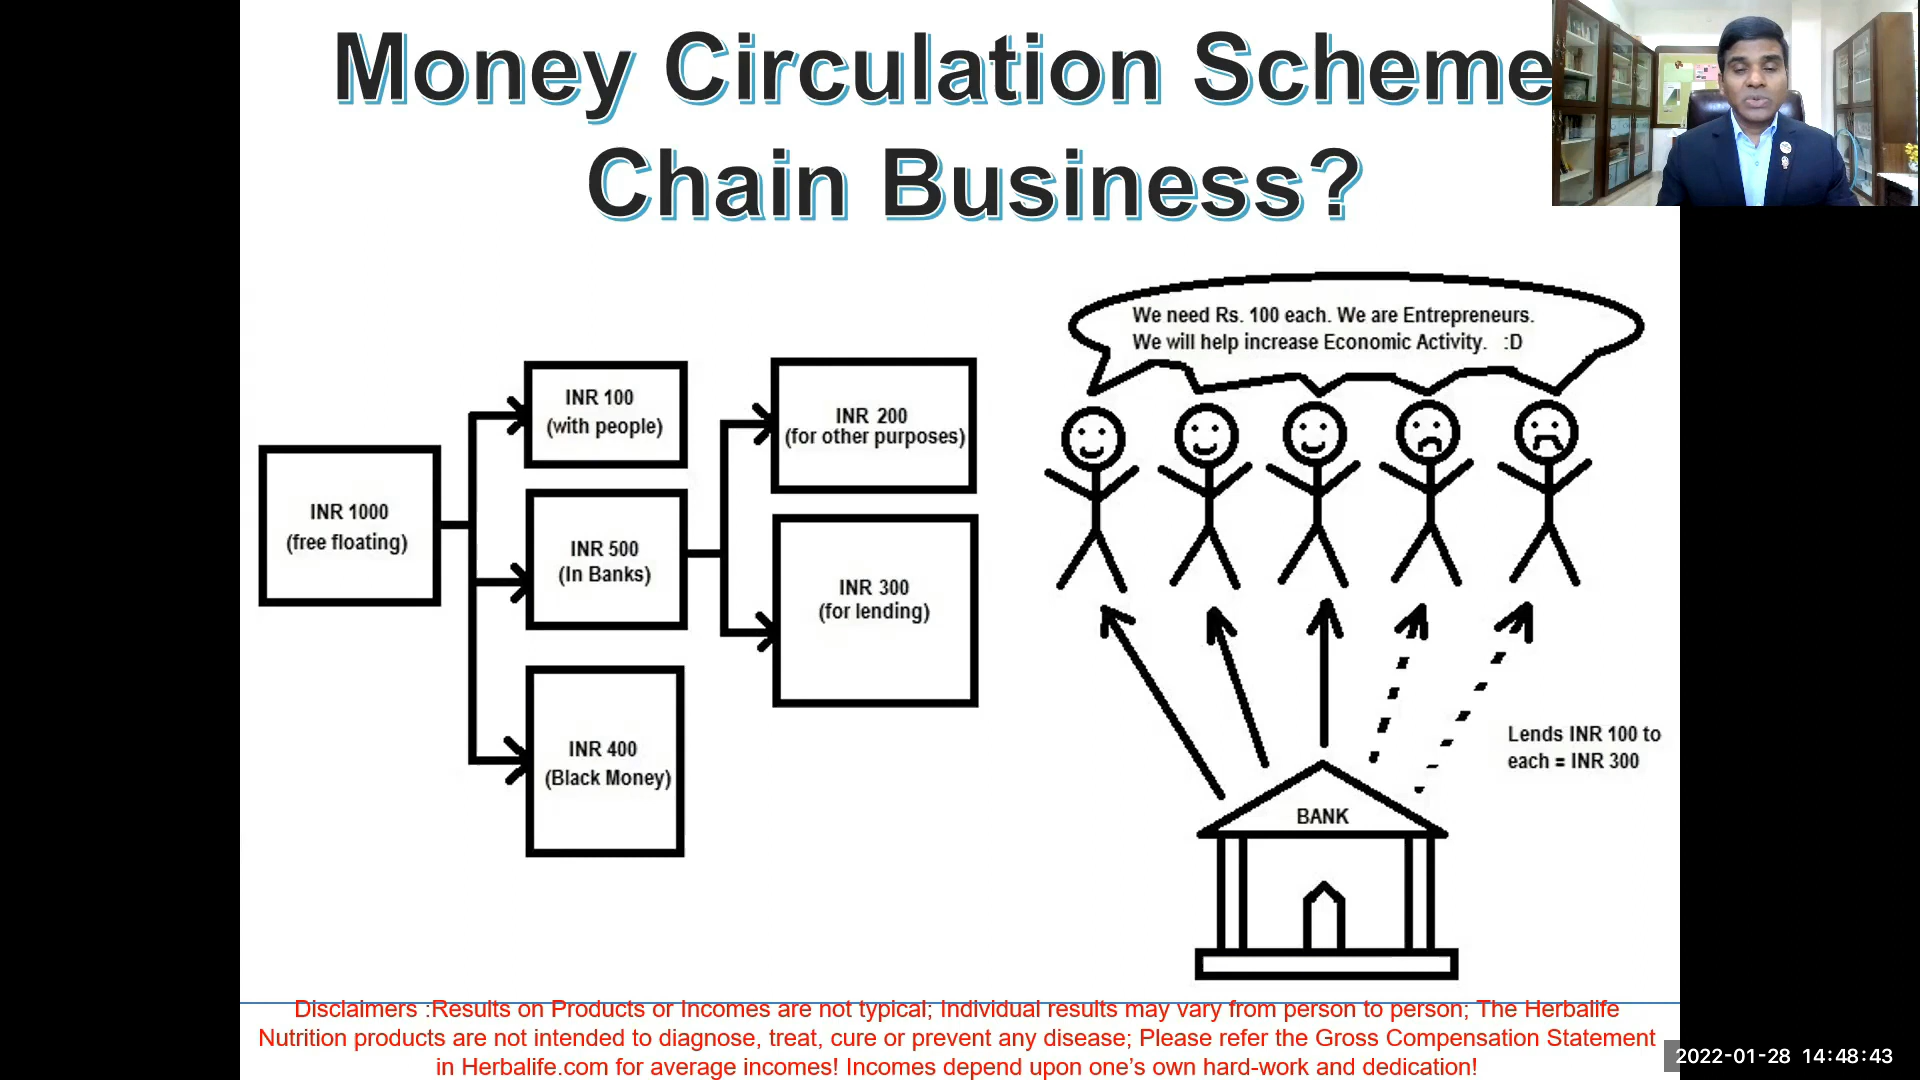 Money Circulation Scheme
Chain Business?
We need Rs. 100 each. We are Entrepreneurs.
We will help increase Economic Activity. :D
INR 1000
(free floating)
INR 100
(with people)
INR 500
(In Banks)
INR 400
(Black Money)
INR 200
(for other purposes)
INR 300
(for lending)
Lends INR 100 to
each = INR 300
BANK
Disclaimers :Results on Products or Incomes are not typical; Individual results may vary from person to person; The Herbalife
Nutrition products are not intended to diagnose, treat, cure or prevent any disease; Please refer the Gross Compensation Statement
in Herbalife.com for average incomes! Incomes depend upon one’s own hard-work and dedication!
2022-01-28 14:48:43